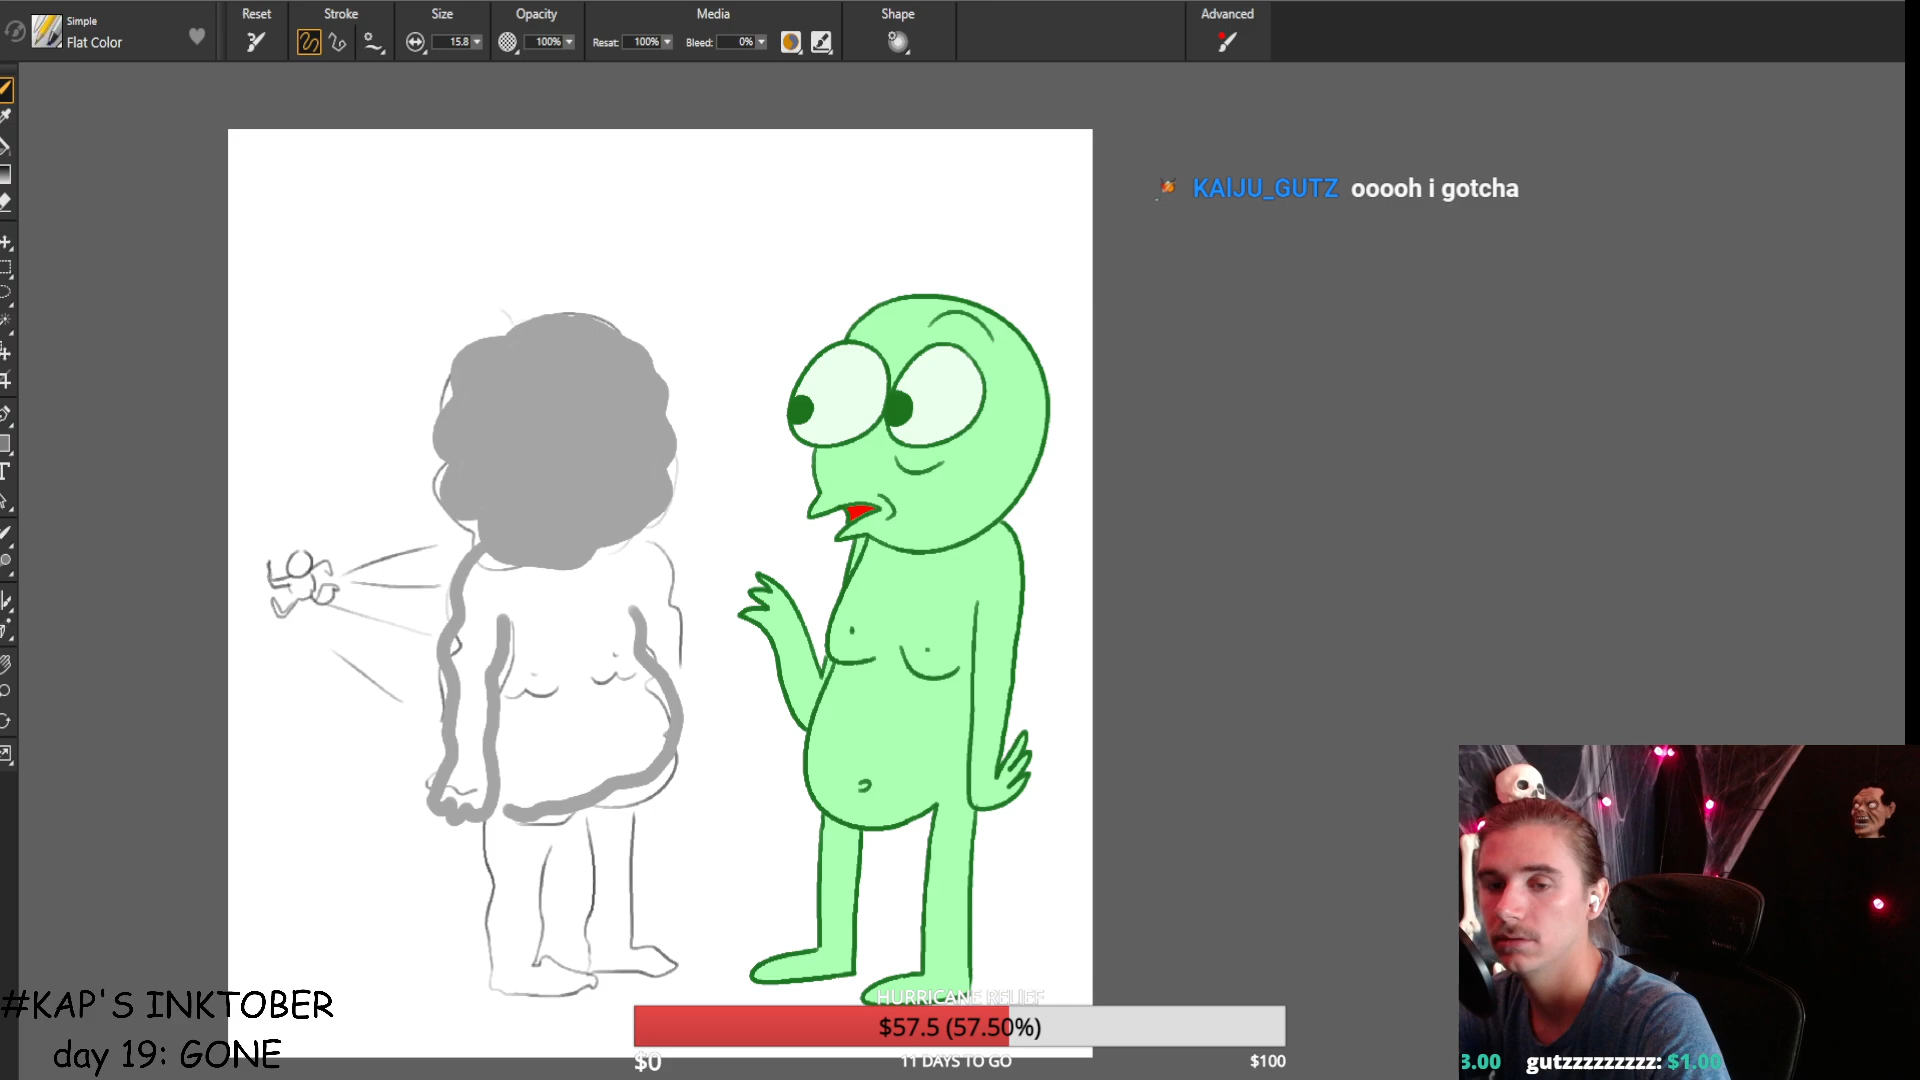 Simple
Flat Color
Reset
Stroke
Size
15.8
Opacity
100%
Media
Resat: 100%
Bleed: 0%
Shape
Advanced
KAIJU_GUTZ ooooh i gotcha
#KAP'S INKTOBER
day 19: GONE
HURRICANE RELIEF
$57.5 (57.50%)
$0
11 DAYS TO GO
$100
3.00 gutzzzzzzzzz: $1.00